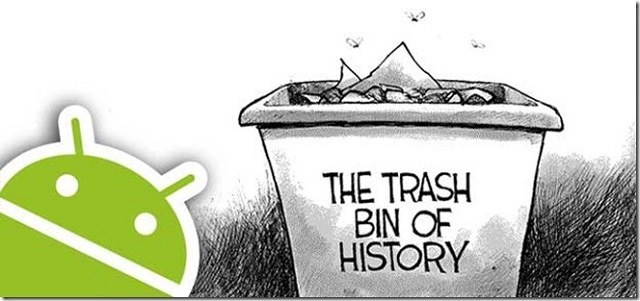 THE TRASH
BIN OF
HISTORY